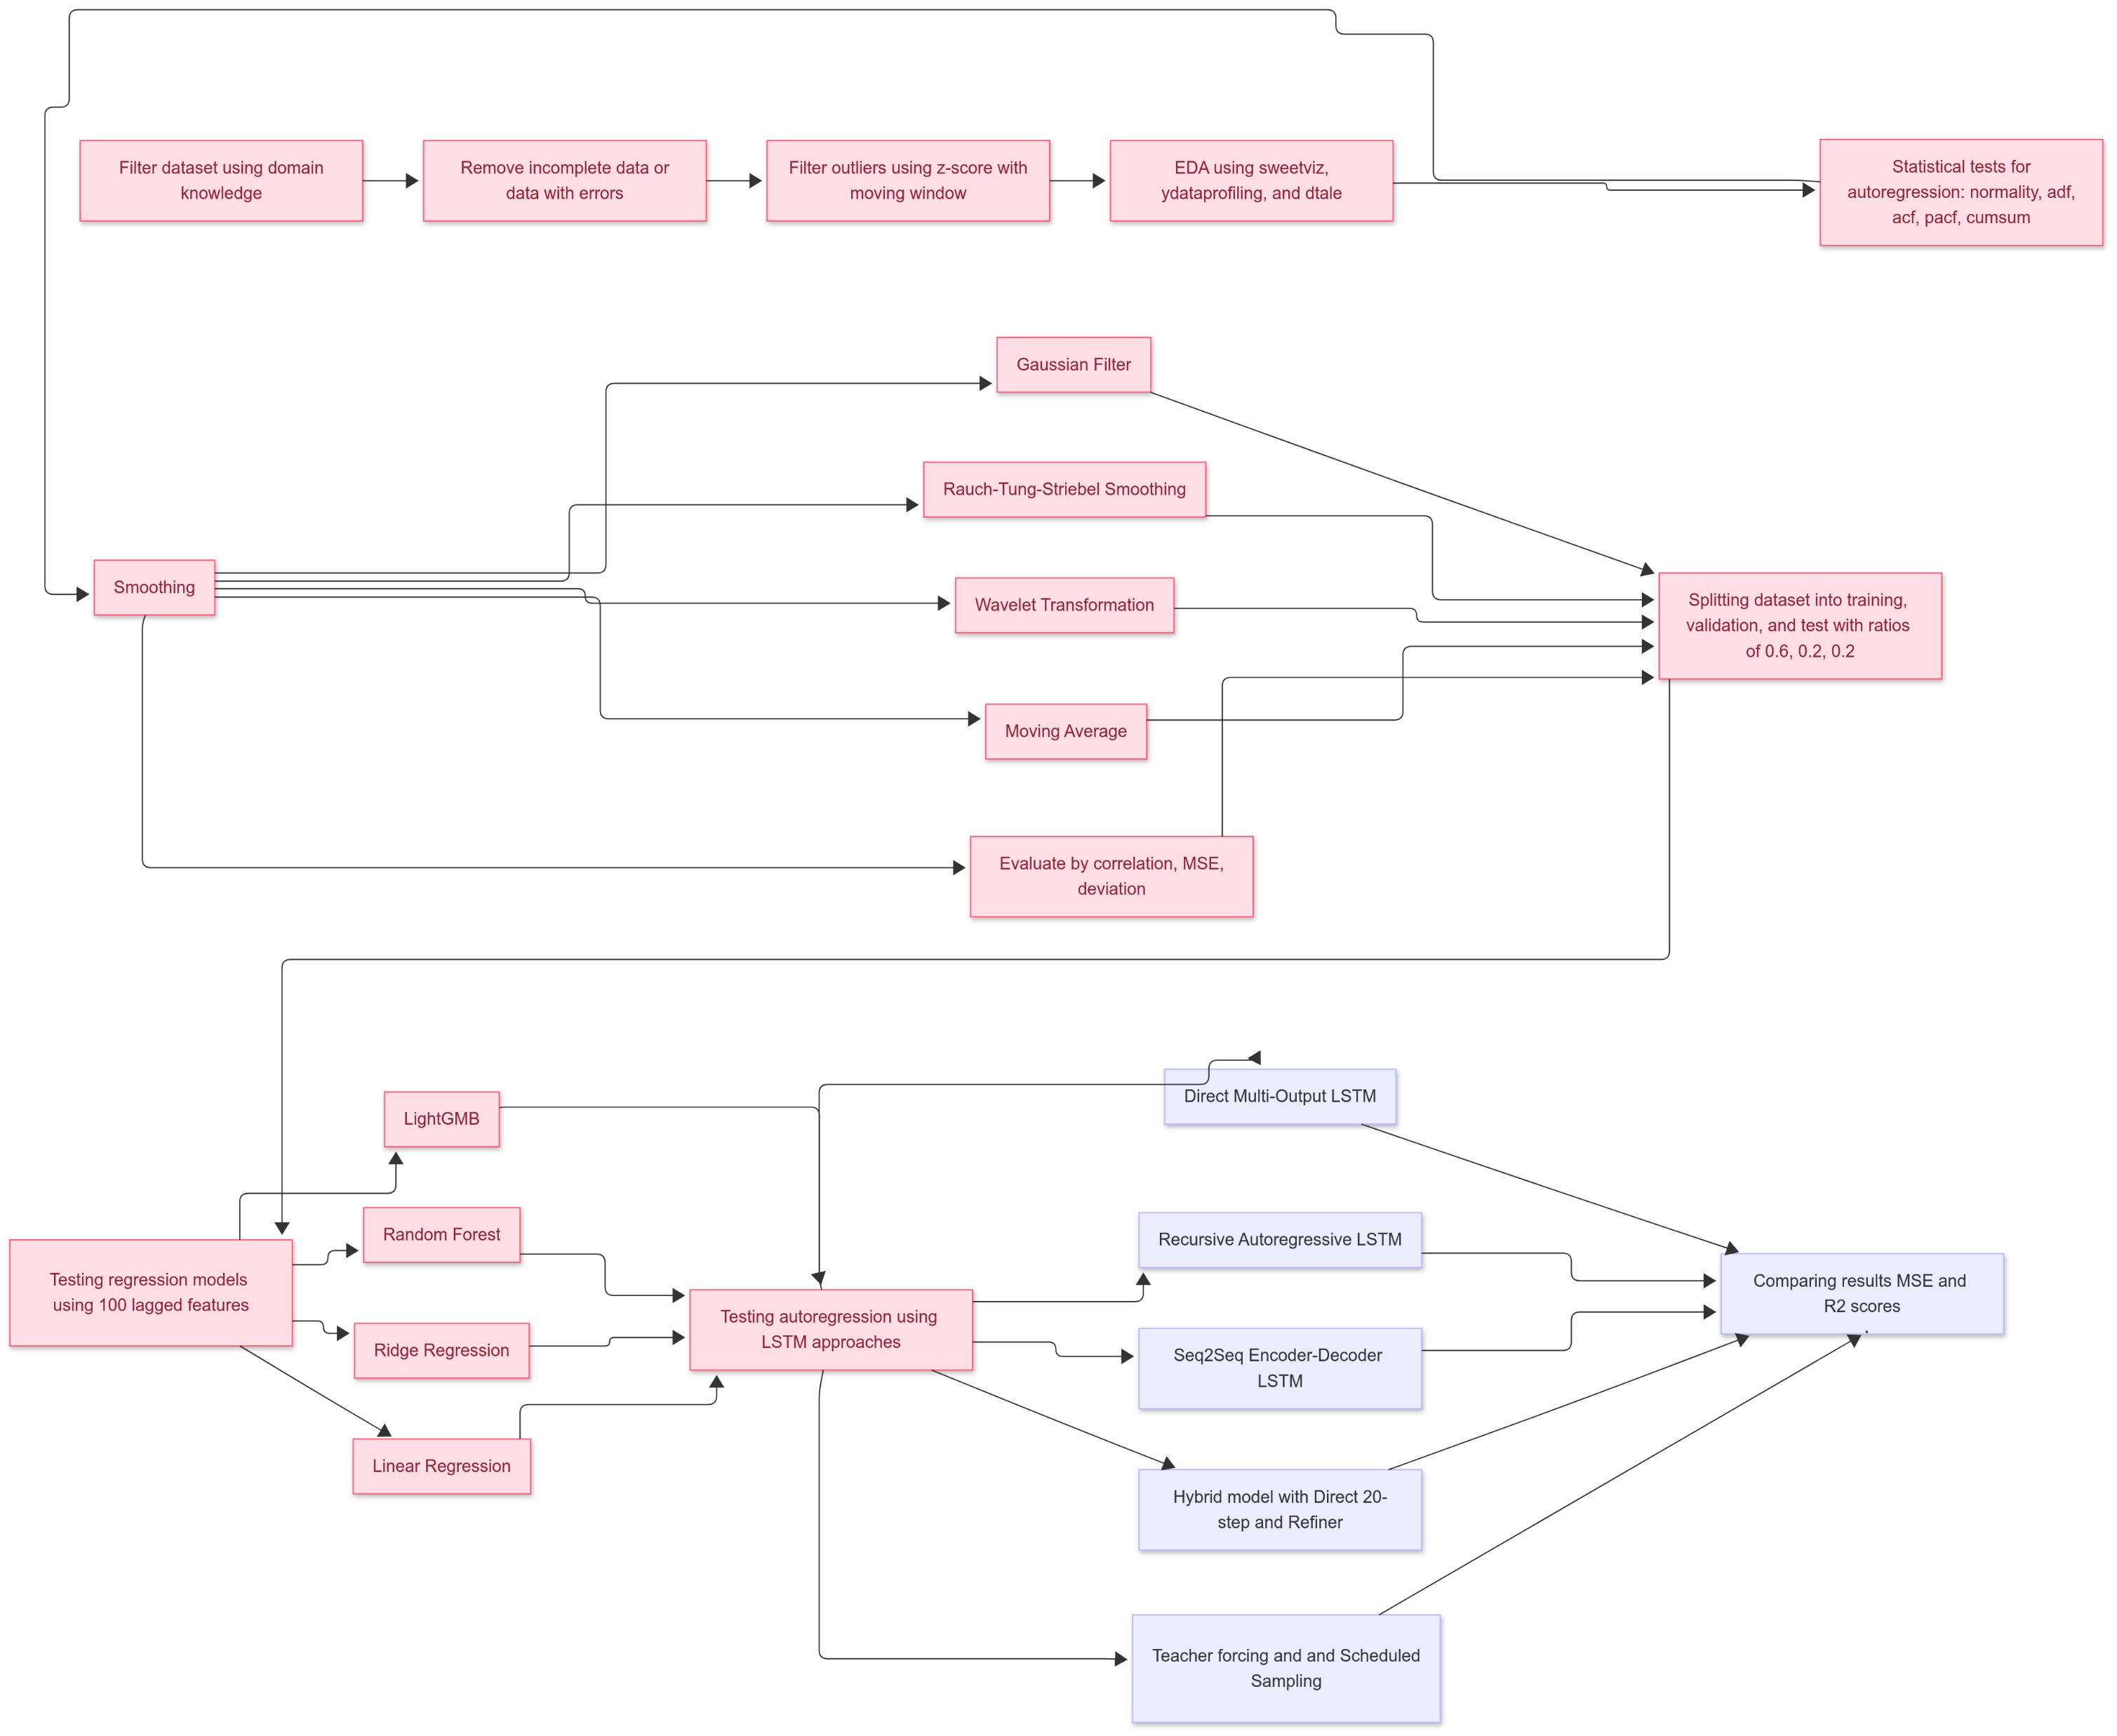 Filter dataset using domain
knowledge
Remove incomplete data or
data with errors
Filter outliers using z-score with
moving window
EDA using sweetviz,
ydataprofiling, and dtale
Statistical tests for
autoregression: normality, adf,
acf, pacf, cumsum
Gaussian Filter
Rauch-Tung-Striebel Smoothing
Smoothing
Wavelet Transformation
Splitting dataset into training,
validation, and test with ratios
of 0.6, 0.2, 0.2
Moving Average
Evaluate by correlation, MSE,
deviation
Direct Multi-Output LSTM
LightGMB
Random Forest
Recursive Autoregressive LSTM
Testing regression models
using 100 lagged features
Comparing results MSE and
R2 scores
Testing autoregression using
LSTM approaches
Ridge Regression
Seq2Seq Encoder-Decoder
LSTM
Linear Regression
Hybrid model with Direct 20-
step and Refiner
Teacher forcing and and Scheduled
Sampling